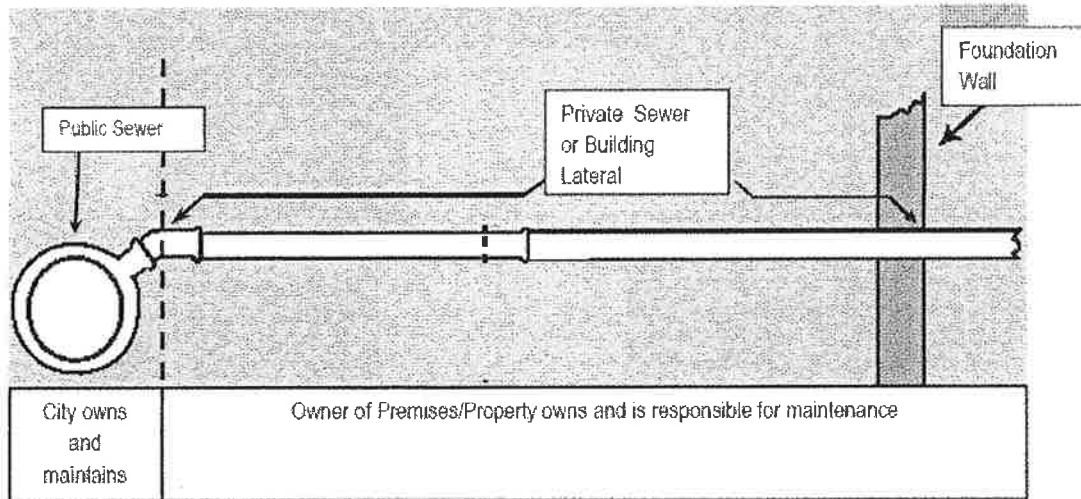 Foundation
Wall
Public Sewer
Private Sewer
or Building
Lateral
City owns
and
maintains
Owner of Premises/Property owns and is responsible for maintenance